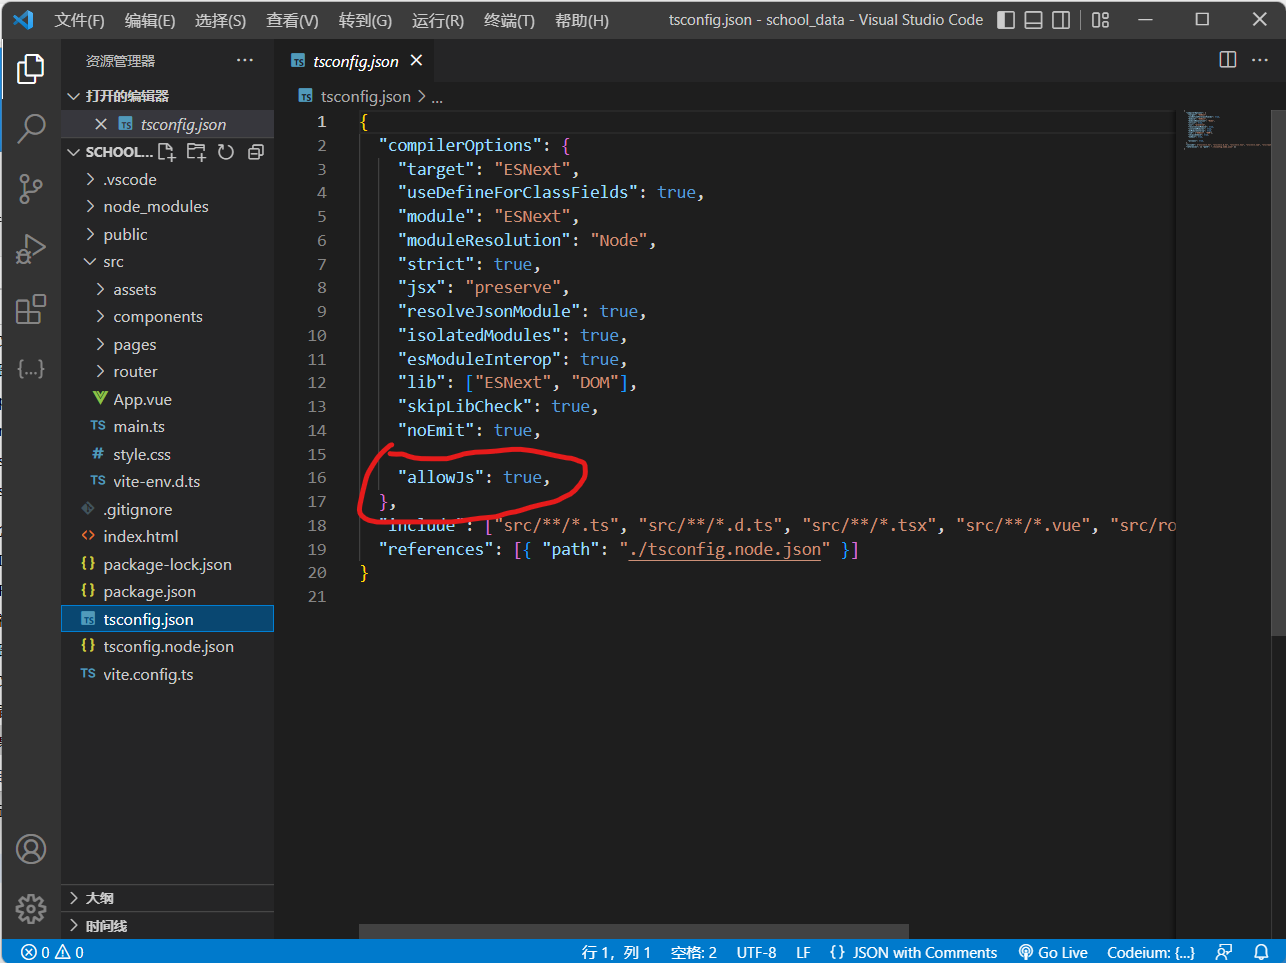 文件(F) 编辑(E) 选择(S) 查看(V) 转到(G) 运行(R) 终端(T) 帮助(H) tsconfig.json - school_data - Visual Studio Code
资源管理器
打开的编辑器
tsconfig.json
SCHOOL...
.vscode
node_modules
public
src
assets
components
pages
router
App.vue
TS main.ts
# style.css
TS vite-env.d.ts
.gitignore
index.html
{} package-lock.json
{} package.json
TS tsconfig.json
{} tsconfig.node.json
TS vite.config.ts
大纲
时间线
TS tsconfig.json
TS tsconfig.json > ...
1 {
2 "compilerOptions": {
3 "target": "ESNext",
4 "useDefineForClassFields": true,
5 "module": "ESNext",
6 "moduleResolution": "Node",
7 "strict": true,
8 "jsx": "preserve",
9 "resolveJsonModule": true,
10 "isolatedModules": true,
11 "esModuleInterop": true,
12 "lib": ["ESNext", "DOM"],
13 "skipLibCheck": true,
14 "noEmit": true,
15
16 "allowJs": true,
17 },
18 "include": ["src/**/*.ts", "src/**/*.d.ts", "src/**/*.tsx", "src/**/*.vue", "src/ro
19 "references": [{ "path": "./tsconfig.node.json" }]
20 }
21
0 0 行 1，列 1 空格: 2 UTF-8 LF {} JSON with Comments Go Live Codeium: {...}